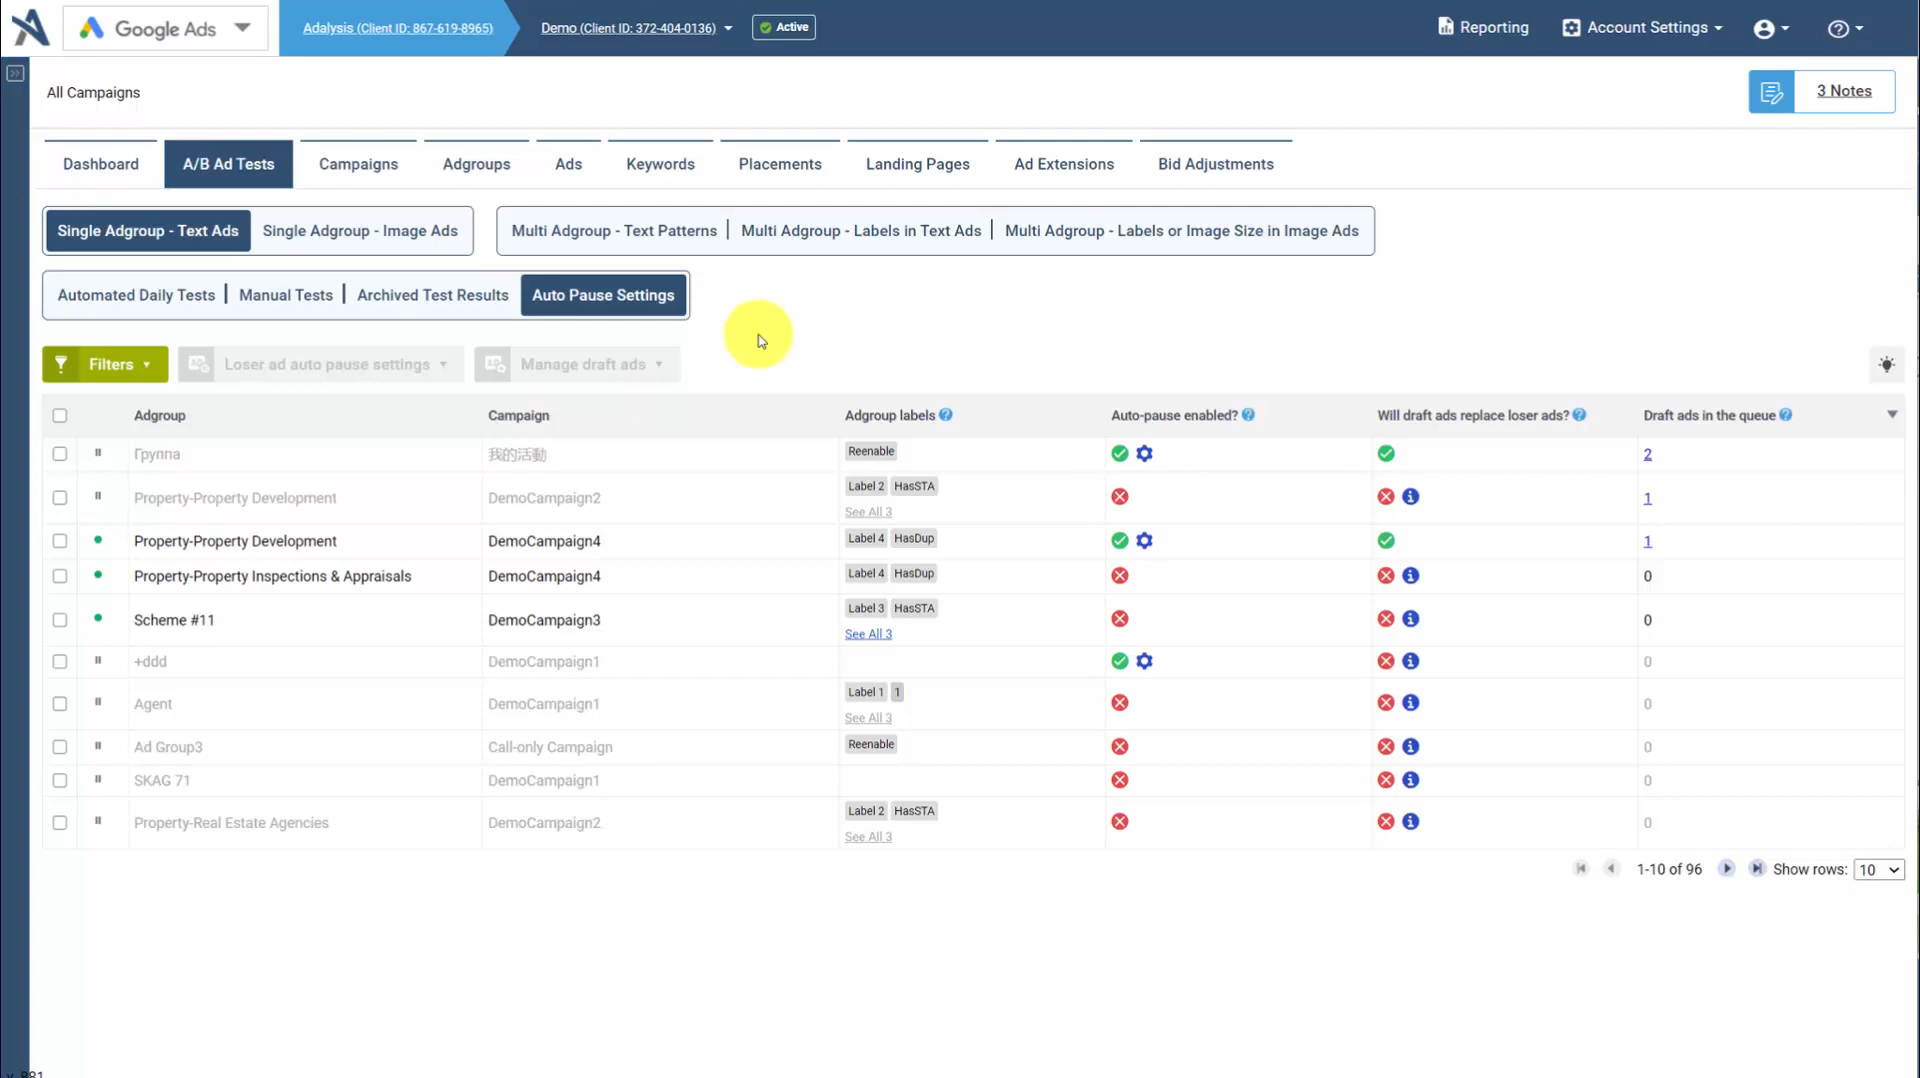 Google Ads
Adalysis (Client ID: 867-619-8965)
Demo (Client ID: 372-404-0136)
Active
Reporting
Account Settings
All Campaigns
3 Notes
Dashboard
A/B Ad Tests
Campaigns
Adgroups
Ads
Keywords
Placements
Landing Pages
Ad Extensions
Bid Adjustments
Single Adgroup - Text Ads
Single Adgroup - Image Ads
Multi Adgroup - Text Patterns
Multi Adgroup - Labels in Text Ads
Multi Adgroup - Labels or Image Size in Image Ads
Automated Daily Tests
Manual Tests
Archived Test Results
Auto Pause Settings
Filters
Loser ad auto pause settings
Manage draft ads
Adgroup Campaign Adgroup labels Auto-pause enabled? Will draft ads replace loser ads? Draft ads in the queue
Группа 我的活動 Reenable 2
Property-Property Development DemoCampaign2 Label 2 HasSTA 1
See All 3
Property-Property Development DemoCampaign4 Label 4 HasDup 1
Property-Property Inspections & Appraisals DemoCampaign4 Label 4 HasDup 0
Scheme #11 DemoCampaign3 Label 3 HasSTA 0
See All 3
+ddd DemoCampaign1 0
Agent DemoCampaign1 Label 1 1 0
See All 3
Ad Group3 Call-only Campaign Reenable 0
SKAG 71 DemoCampaign1 0
Property-Real Estate Agencies DemoCampaign2 Label 2 HasSTA 0
See All 3
1-10 of 96 Show rows: 10